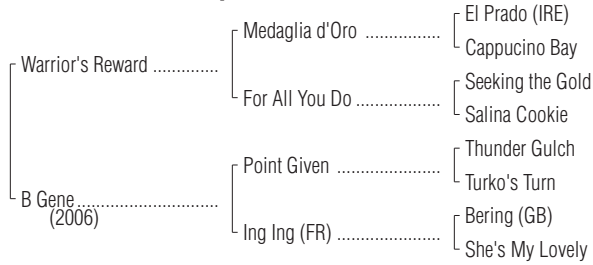 El Prado (IRE)
Medaglia d'Oro ................
Cappucino Bay
Warrior's Reward ..............
Seeking the Gold
For All You Do ..................
Salina Cookie
Thunder Gulch
Point Given ......................
Turko's Turn
B Gene ............................
(2006)
Bering (GB)
Ing Ing (FR) .....................
She's My Lovely